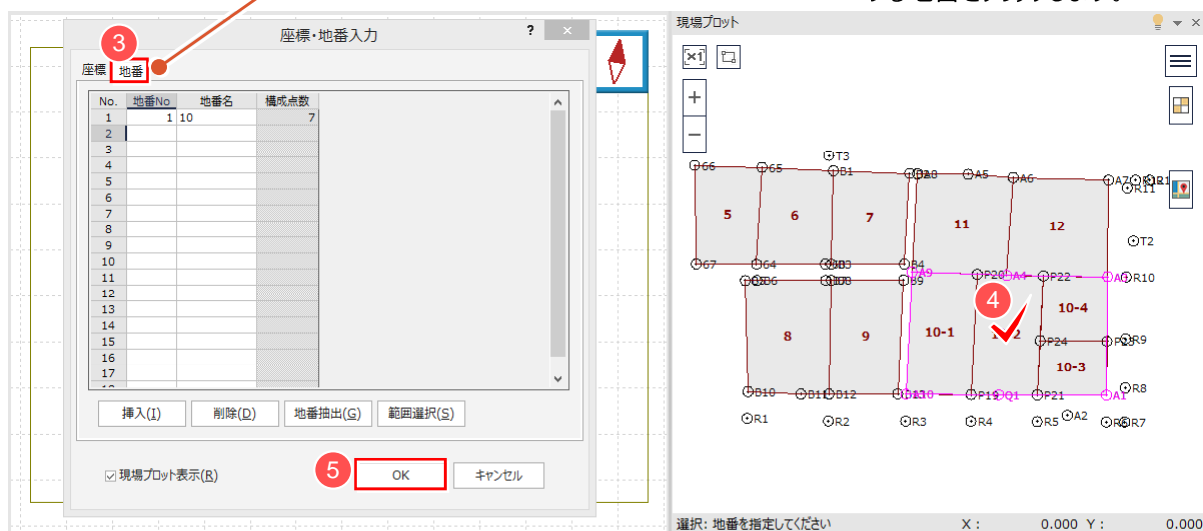 現場プロット
座標・地番入力
?
×
3
座標
地番
No.
地番No
地番名
構成点数
1
1
10
7
2
3
4
5
6
7
8
9
10
11
12
13
14
15
16
17
挿入(I)
削除(D)
地番抽出(G)
範囲選択(S)
現場プロット表示(R)
5
OK
キャンセル
[×1]
+
−
T3
66
65
B1
A5
A6
R11
5
6
7
11
12
T2
67
64
B4
A9
P20
A4
P22
R10
B9
4
10-4
8
9
10-1
P24
R9
10-3
B10
B12
P19
Q1
P21
A1
R8
R1
R2
R3
R4
R5
A2
R7
選択: 地番を指定してください
X :
0.000
Y :
0.000